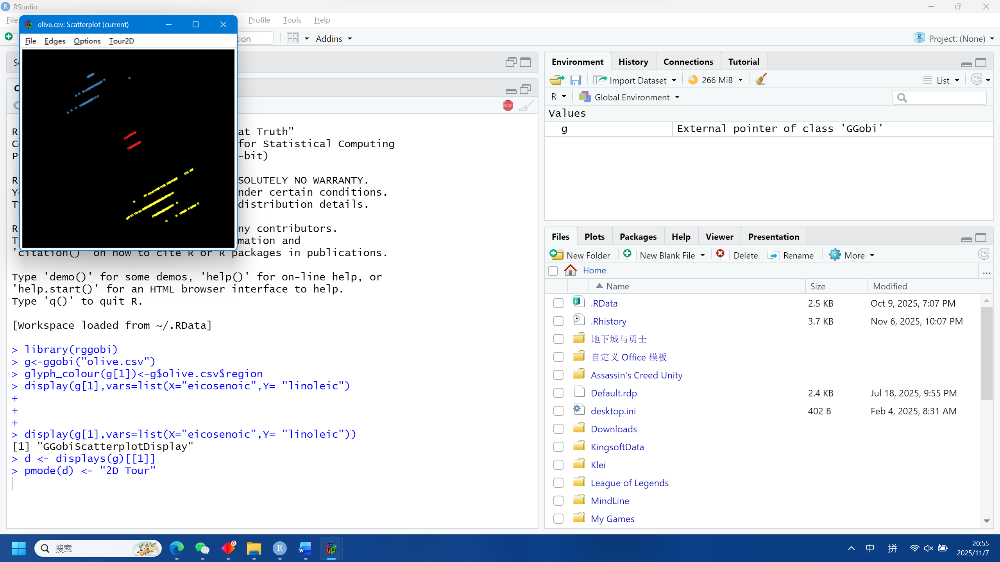 RStudio
File
Profile Tools Help
olive.csv: Scatterplot (current)
File Edges Options Tour2D
Addins
Project: (None)
Environment History Connections Tutorial
Import Dataset 266 MiB List
R Global Environment
Values
g External pointer of class 'GGobi'
STOP
at Truth"
for Statistical Computing
-bit)
SOLUTELY NO WARRANTY.
nder certain conditions.
distribution details.
ny contributors.
mation and
'citation()' on how to cite R or R packages in publications.
Type 'demo()' for some demos, 'help()' for on-line help, or
'help.start()' for an HTML browser interface to help.
Type 'q()' to quit R.
[Workspace loaded from ~/.RData]
> library(rggobi)
> g<-ggobi("olive.csv")
> glyph_colour(g[1])<-g$olive.csv$region
> display(g[1],vars=list(X="eicosenoic",Y= "linoleic")
+
+
+
> display(g[1],vars=list(X="eicosenoic",Y= "linoleic"))
[1] "GGobiScatterplotDisplay"
> d <- displays(g)[[1]]
> pmode(d) <- "2D Tour"
Files Plots Packages Help Viewer Presentation
New Folder New Blank File Delete Rename More
Home ...
Name Size Modified
.RData 2.5 KB Oct 9, 2025, 7:07 PM
.Rhistory 3.7 KB Nov 6, 2025, 10:07 PM
地下城与勇士
自定义 Office 模板
Assassin's Creed Unity
Default.rdp 2.4 KB Jul 18, 2025, 9:55 PM
desktop.ini 402 B Feb 4, 2025, 8:31 AM
Downloads
KingsoftData
Klei
League of Legends
MindLine
My Games
搜索
8
中 拼
20:55
2025/11/7